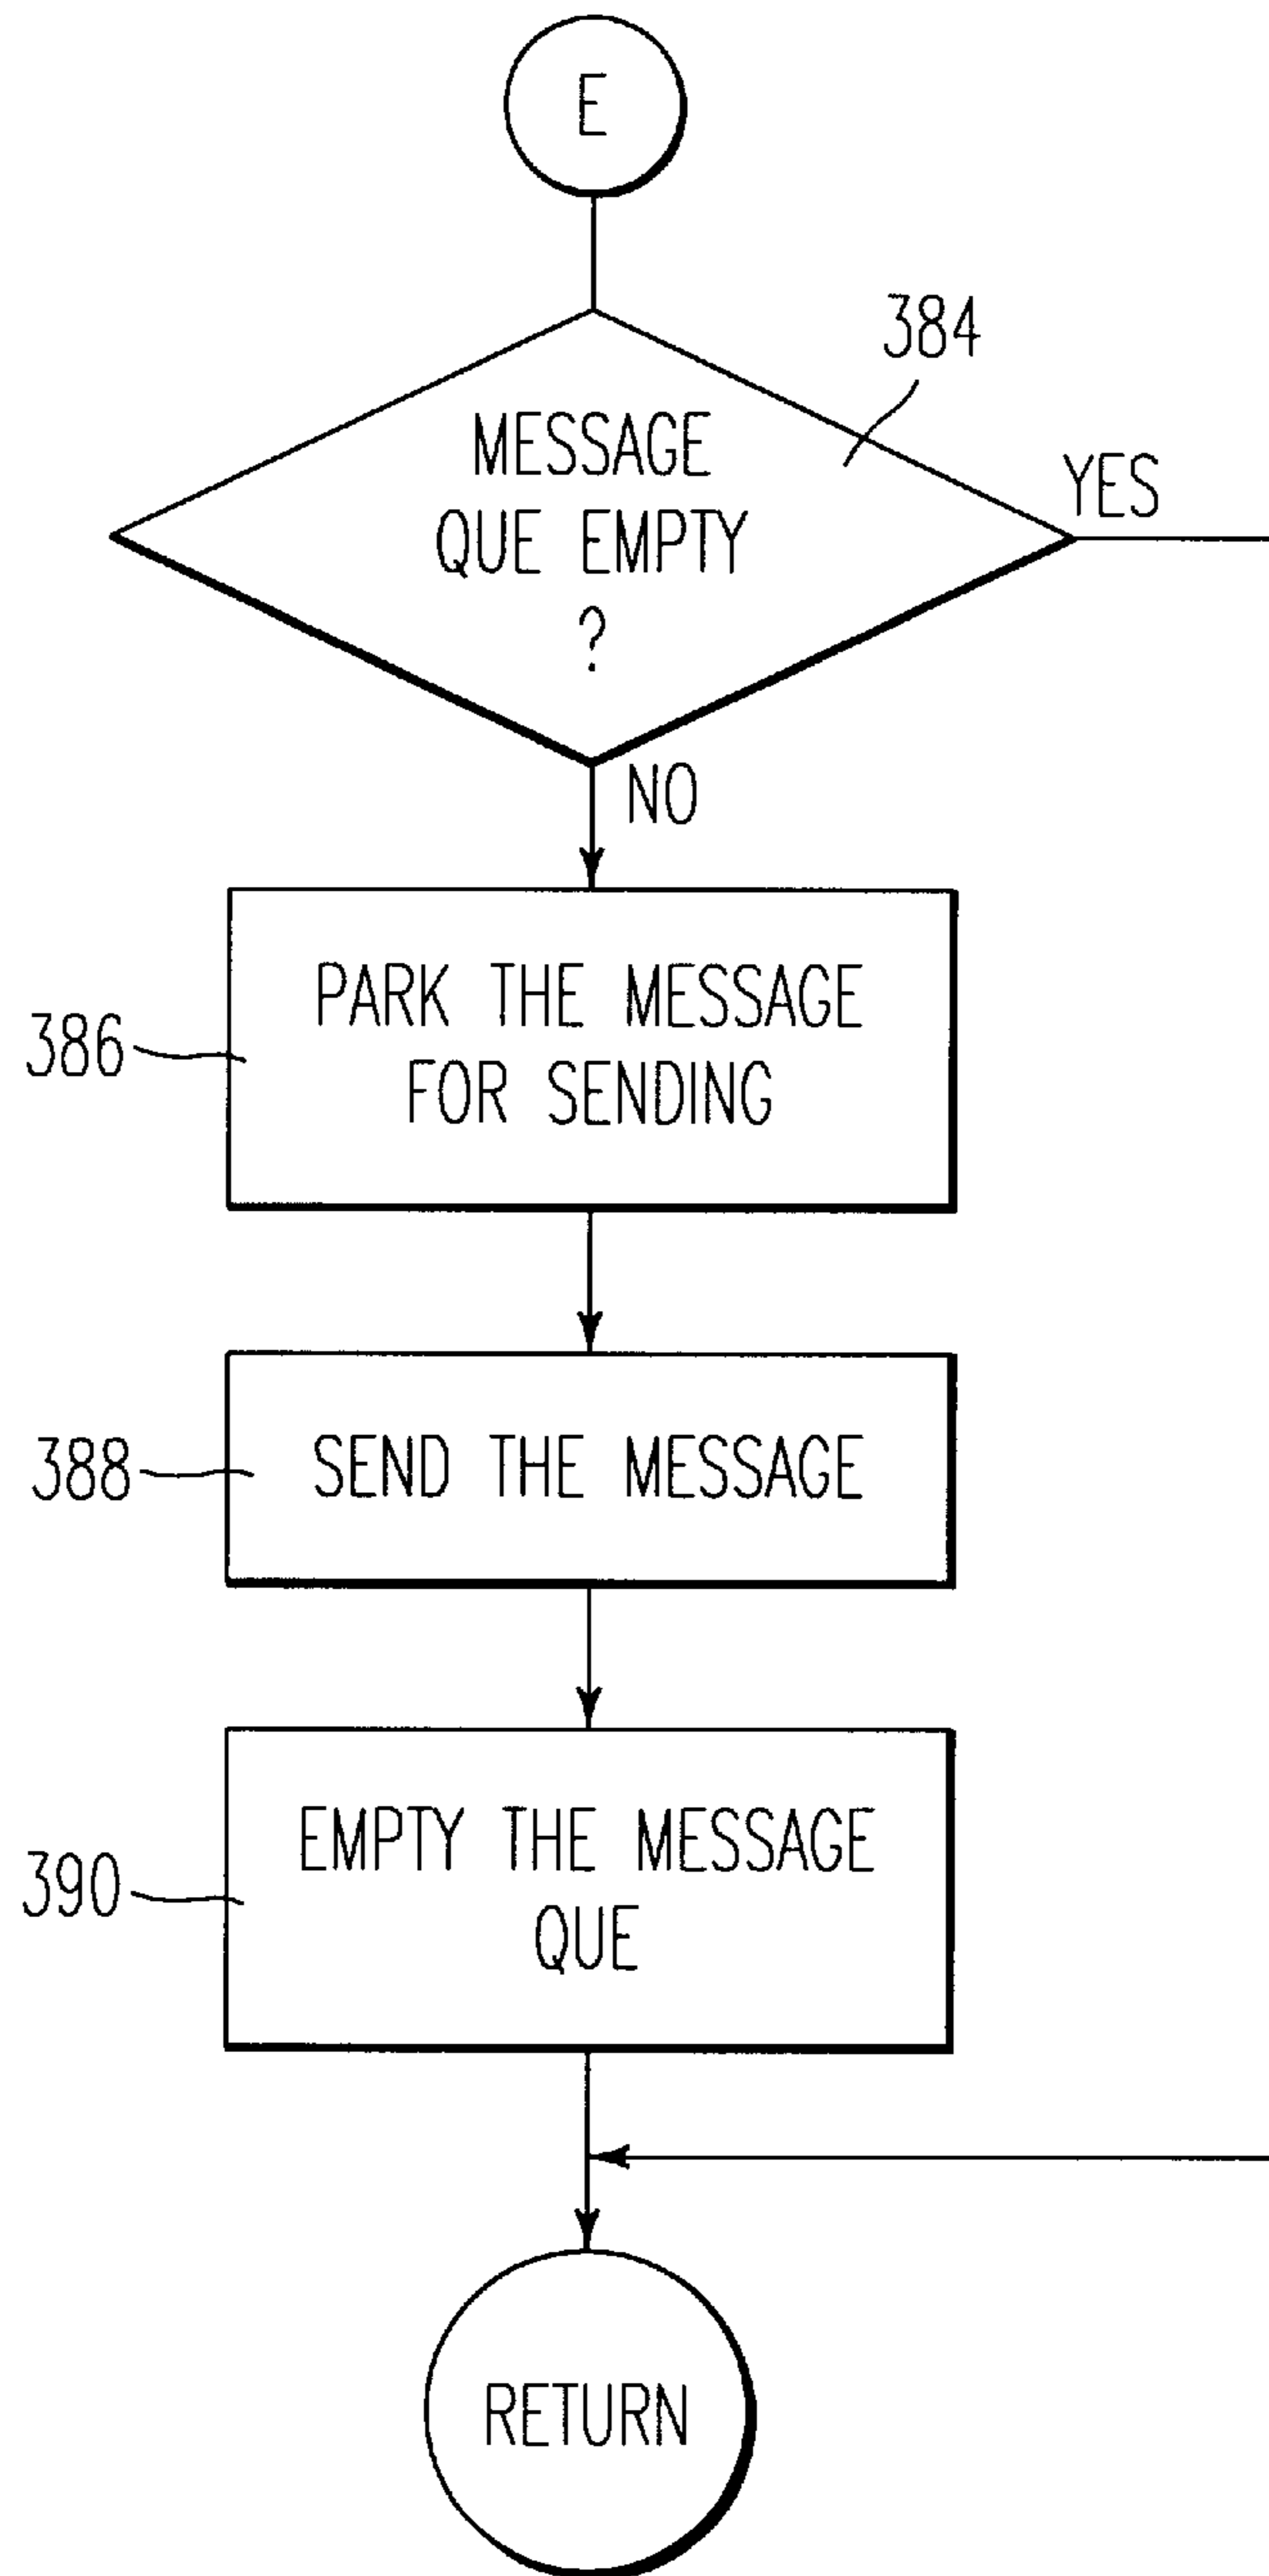 E
384
MESSAGE
QUE EMPTY
?
YES
NO
386
PARK THE MESSAGE
FOR SENDING
388
SEND THE MESSAGE
390
EMPTY THE MESSAGE
QUE
RETURN